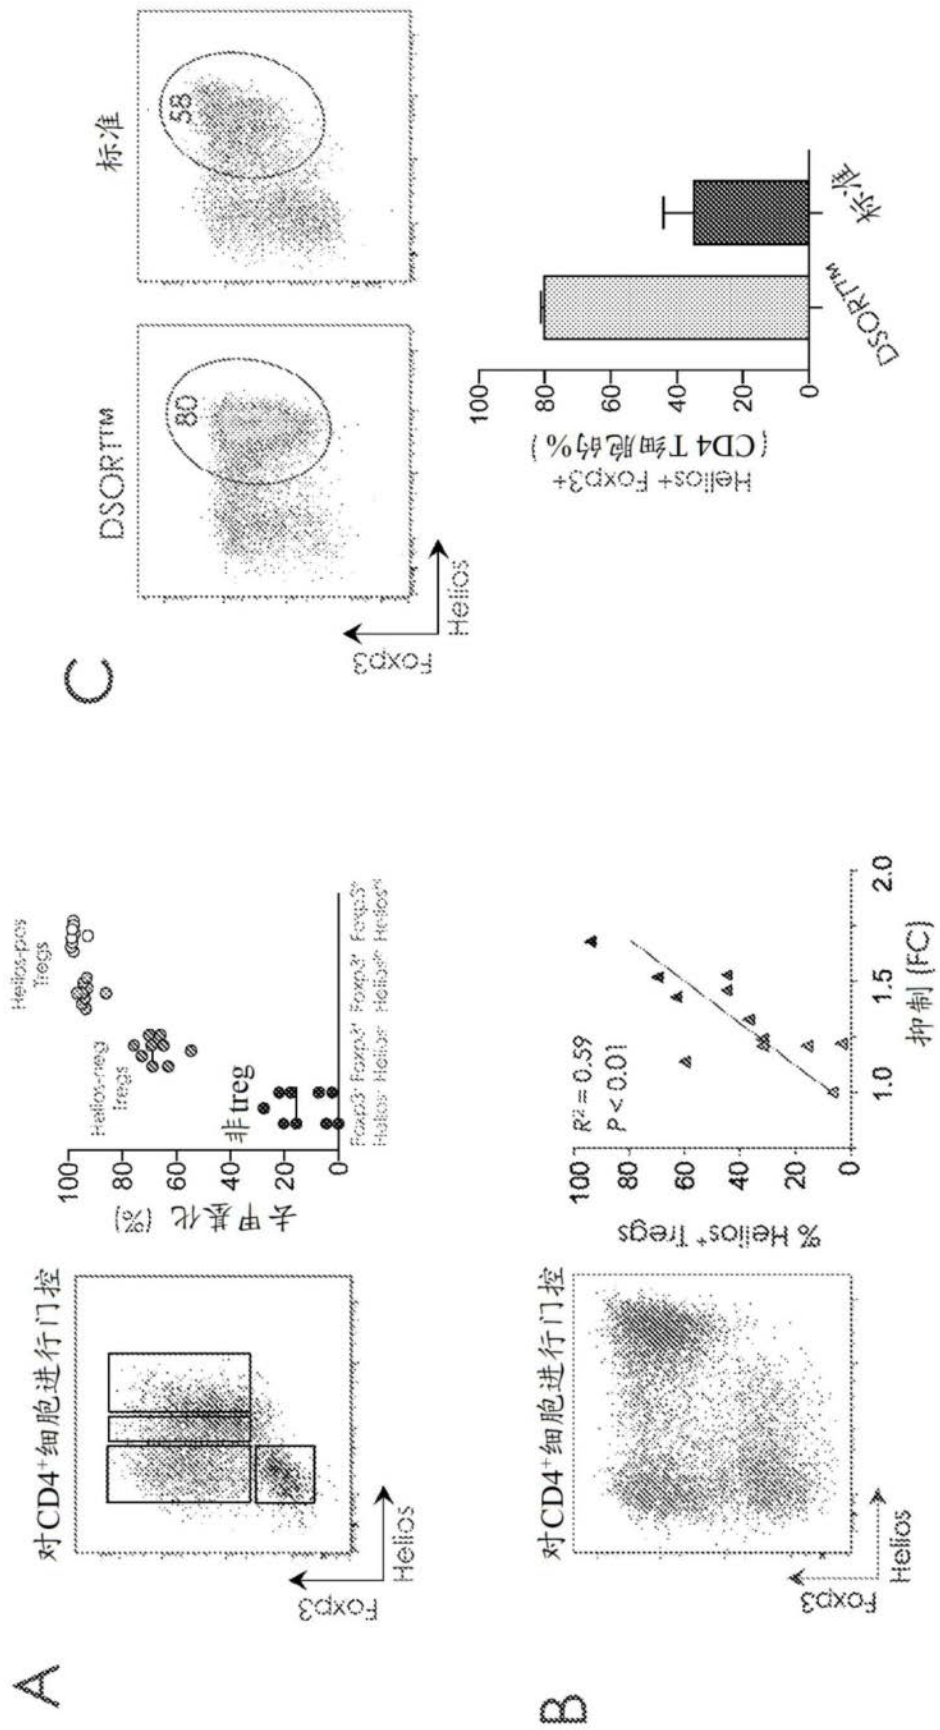 A
对CD4⁺细胞进行门控
Foxp3
Helios
去甲基化 (%)
100
80
60
40
20
0
非treg
Helios-neg
Tregs
Helios-pos
Tregs
B
对CD4⁺细胞进行门控
Foxp3
Helios
% Helios⁺ Tregs
100
80
60
40
20
0
R² = 0.59
P < 0.01
1.0
1.5
2.0
抑制 (FC)
C
DSORT™
80
标准
58
Foxp3
Helios
Helios+ Foxp3+
(CD4 T细胞的%)
100
80
60
40
20
0
DSORT™
标准